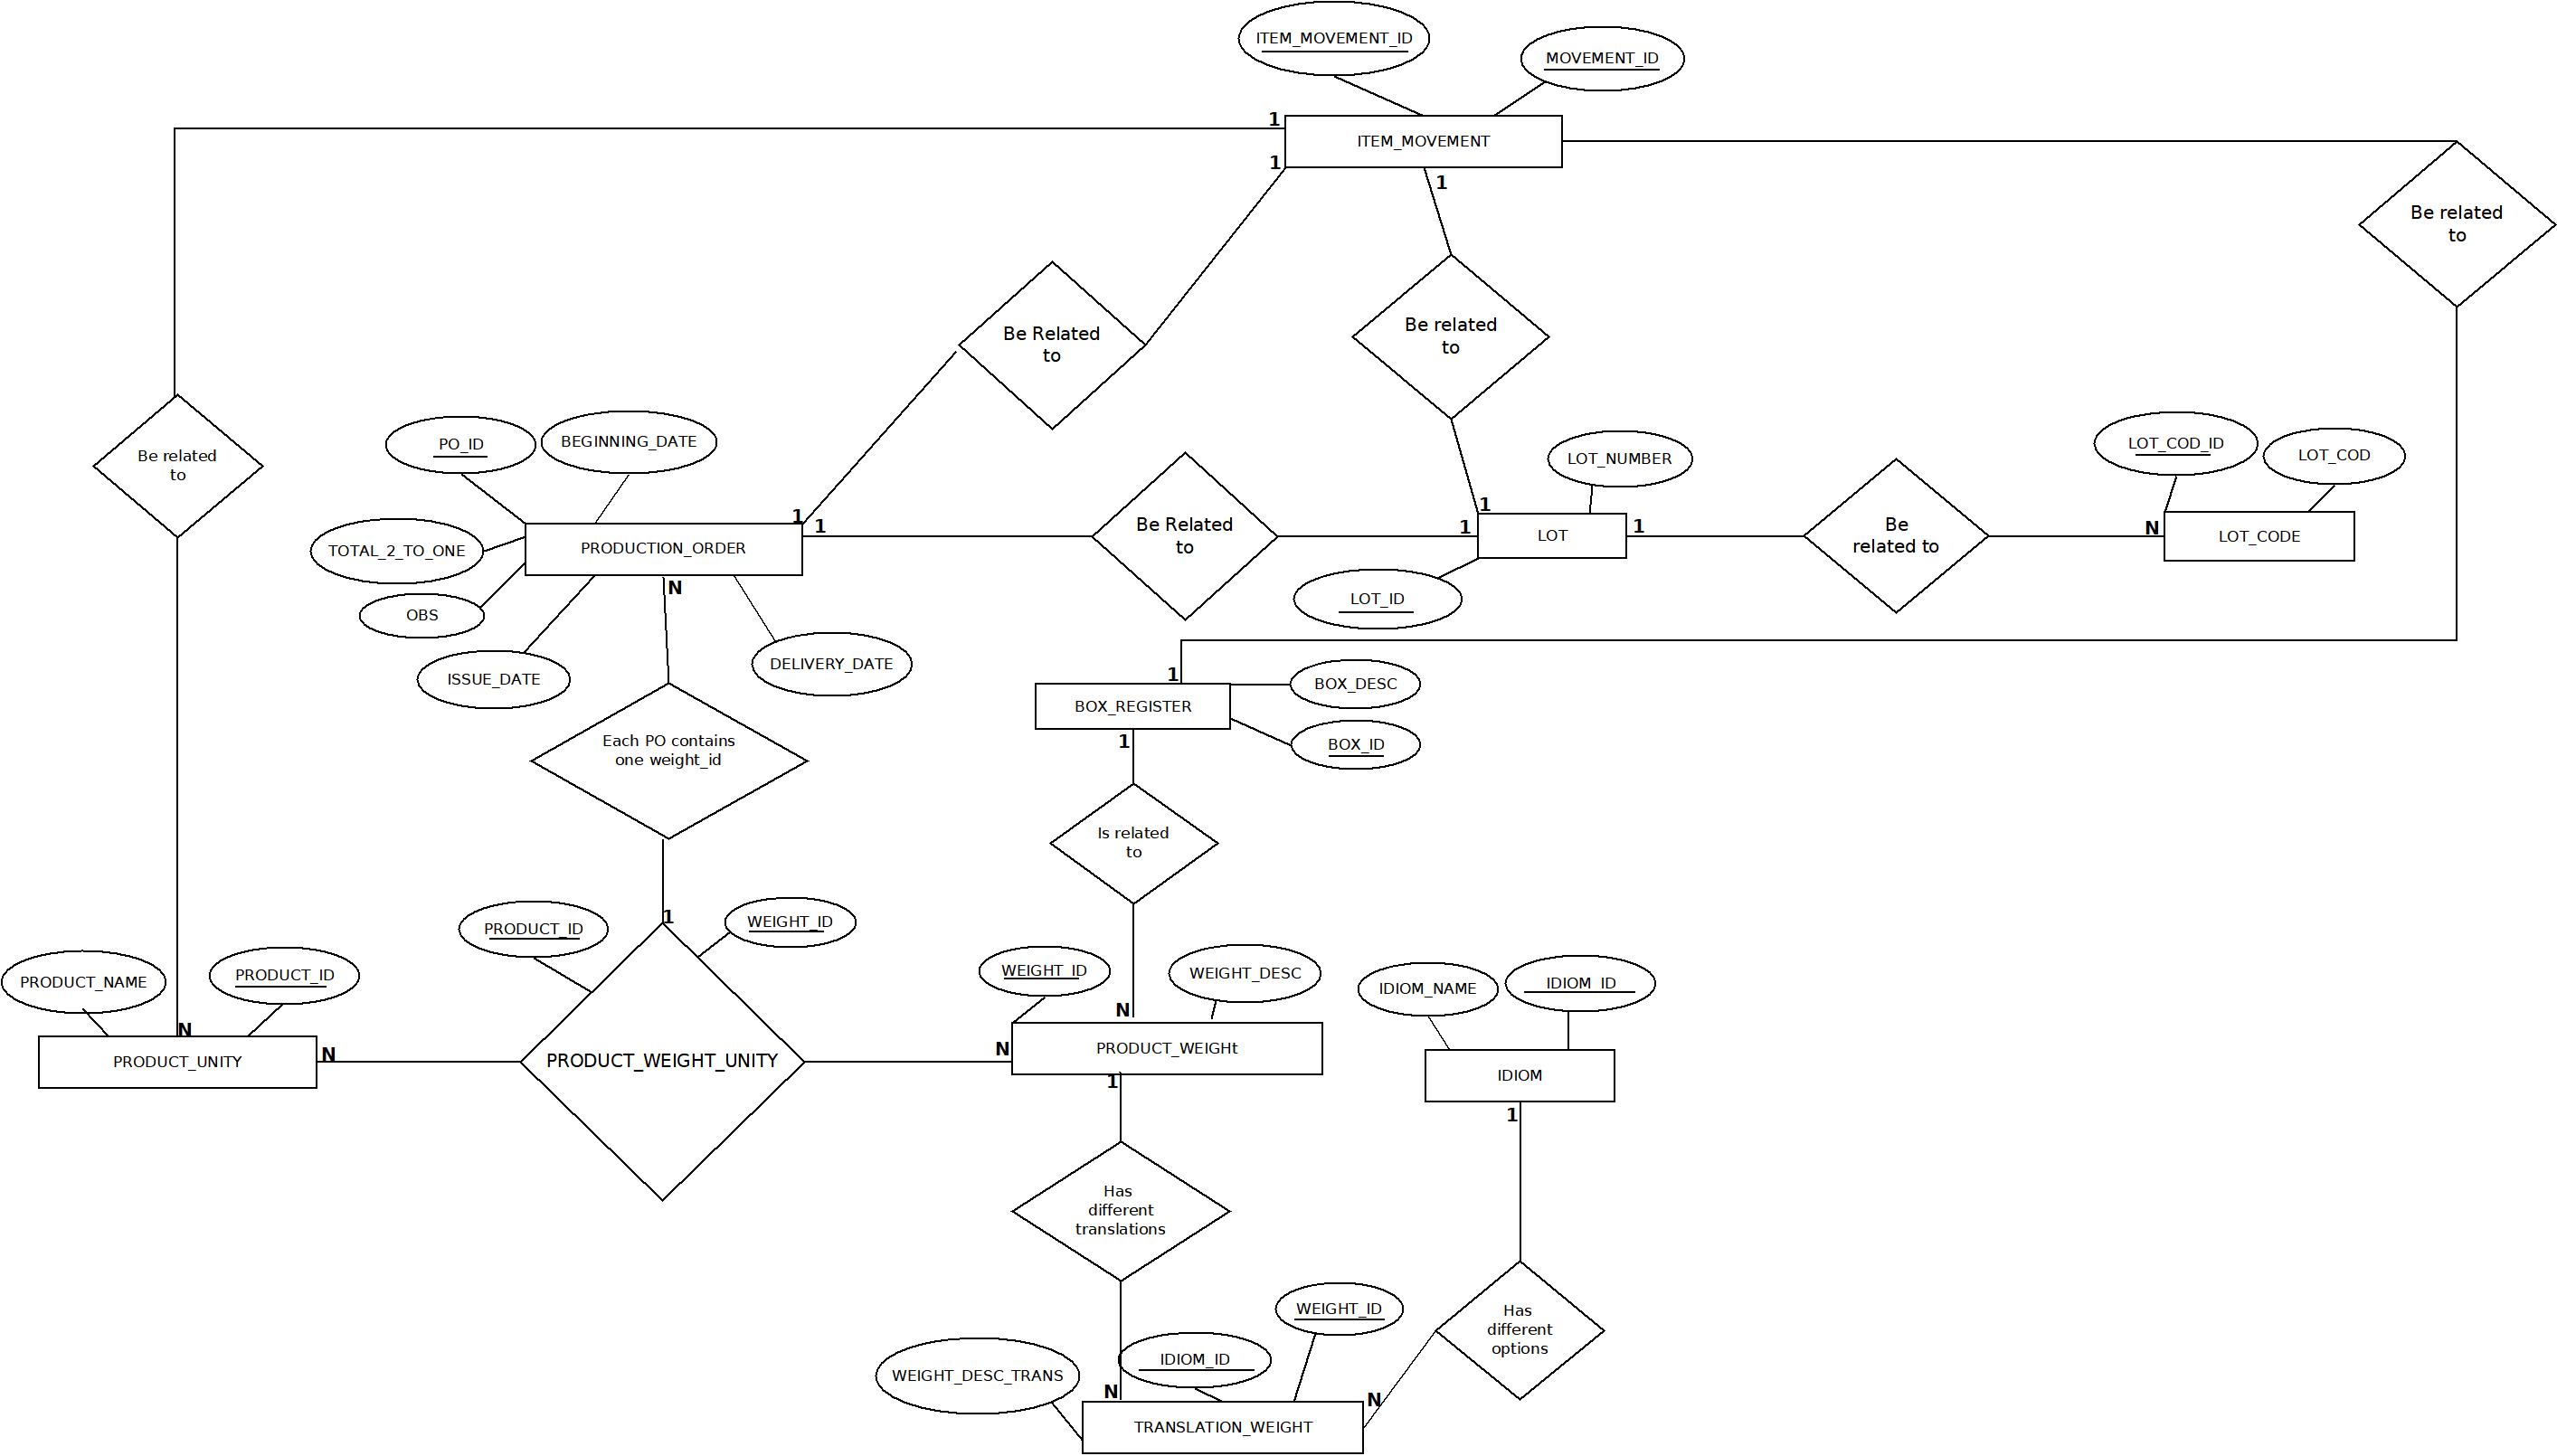 ITEM_MOVEMENT_ID
MOVEMENT_ID
1
ITEM_MOVEMENT
1
1
Be related
to
Be Related
to
Be related
to
Be related
to
PO_ID
BEGINNING_DATE
LOT_NUMBER
LOT_COD_ID
LOT_COD
TOTAL_2_TO_ONE
PRODUCTION_ORDER
1
1
Be Related
to
1
1
LOT
1
Be
related to
N
LOT_CODE
OBS
N
LOT_ID
ISSUE_DATE
DELIVERY_DATE
1
BOX_REGISTER
BOX_DESC
BOX_ID
1
Each PO contains
one weight_id
Is related
to
1
PRODUCT_ID
WEIGHT_ID
PRODUCT_NAME
PRODUCT_ID
WEIGHT_ID
WEIGHT_DESC
IDIOM_NAME
IDIOM_ID
N
N
PRODUCT_UNITY
N
PRODUCT_WEIGHT_UNITY
N
PRODUCT_WEIGHt
1
IDIOM
1
Has
different
translations
Has
different
options
WEIGHT_ID
IDIOM_ID
WEIGHT_DESC_TRANS
N
N
TRANSLATION_WEIGHT